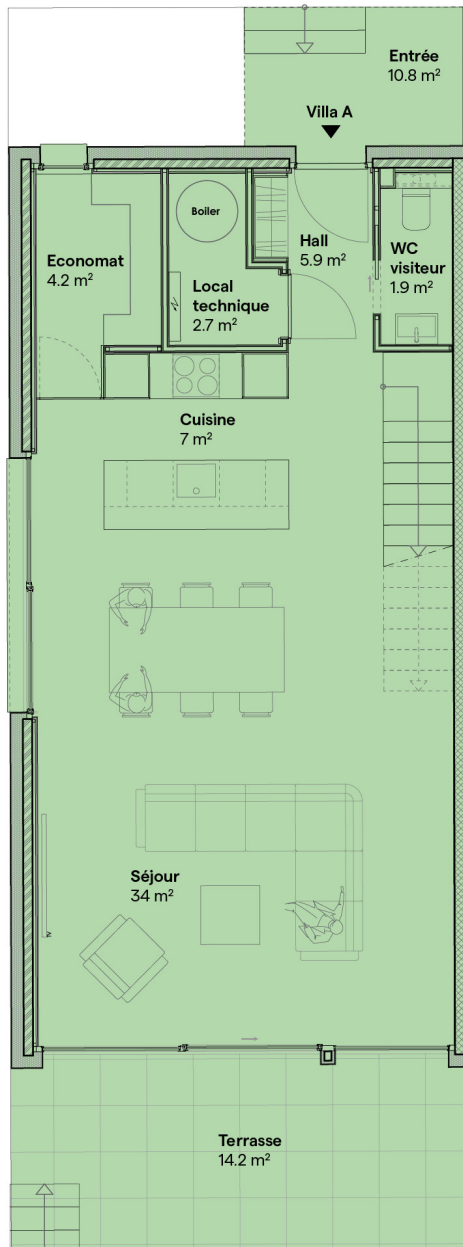 Entrée
10.8 m²
Villa A
Boiler
Hall
5.9 m²
WC
visiteur
1.9 m²
Economat
4.2 m²
Local
technique
2.7 m²
Cuisine
7 m²
Séjour
34 m²
TV
Terrasse
14.2 m²